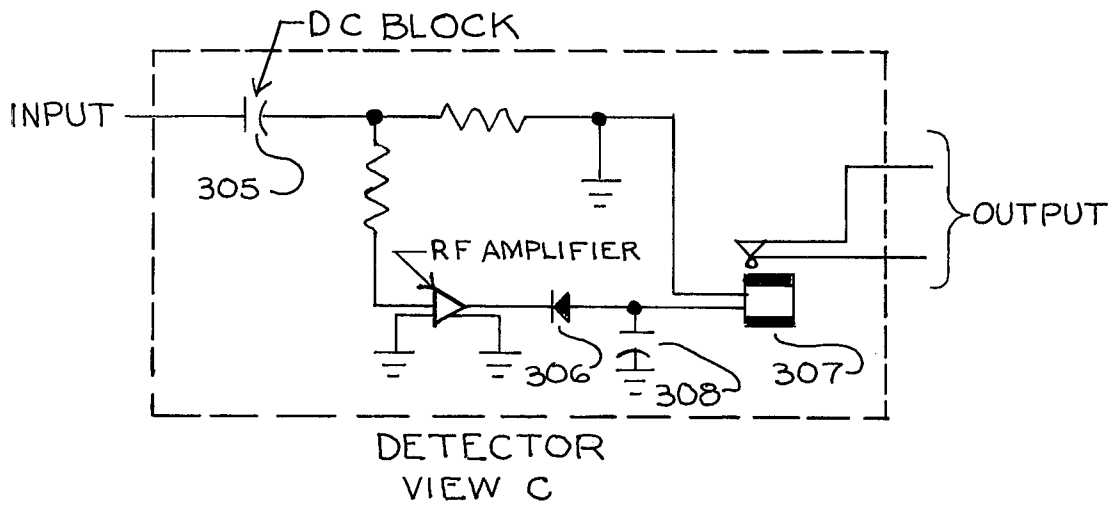 DC BLOCK
INPUT
305
OUTPUT
RF AMPLIFIER
306
308
307
DETECTOR
VIEW C